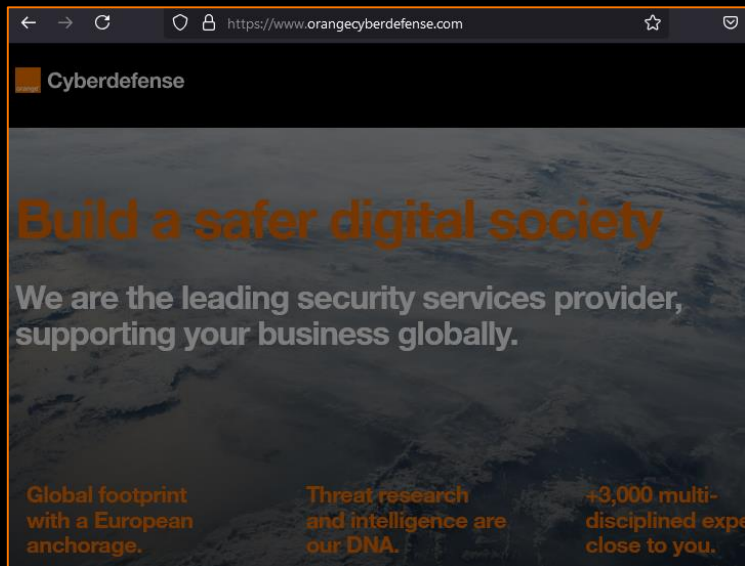 https://www.orangecyberdefense.com
orange
Cyberdefense
Build a safer digital society
We are the leading security services provider,
supporting your business globally.
Global footprint
with a European
anchorage.
Threat research
and intelligence are
our DNA.
+3,000 multi-
disciplined expe
close to you.